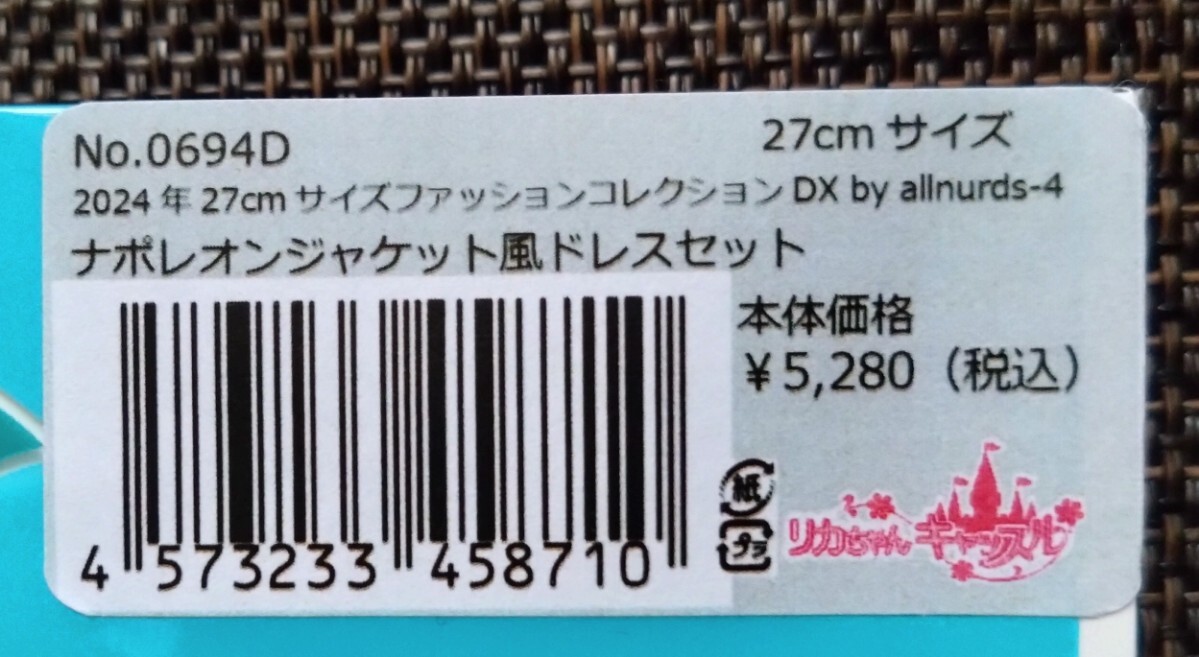 No.0694D
27cm サイズ
2024 年 27cm サイズファッションコレクション DX by allnurds-4
ナポレオンジャケット風ドレスセット
本体価格
￥5,280（税込）
4 573233 458710
紙
プラ
リカちゃん キャッスル